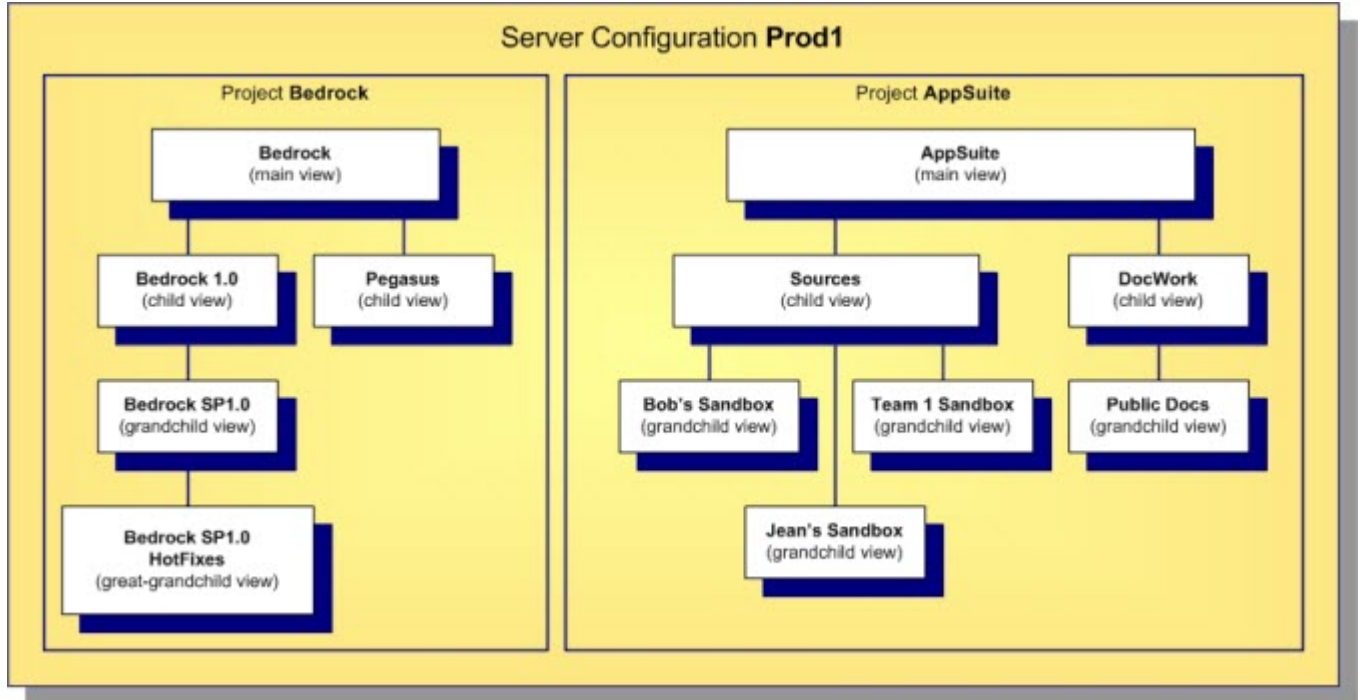 Server Configuration Prod1
Project Bedrock
Bedrock
(main view)
Bedrock 1.0
(child view)
Pegasus
(child view)
Bedrock SP1.0
(grandchild view)
Bedrock SP1.0
HotFixes
(great-grandchild view)
Project AppSuite
AppSuite
(main view)
Sources
(child view)
DocWork
(child view)
Bob's Sandbox
(grandchild view)
Team 1 Sandbox
(grandchild view)
Public Docs
(grandchild view)
Jean's Sandbox
(grandchild view)